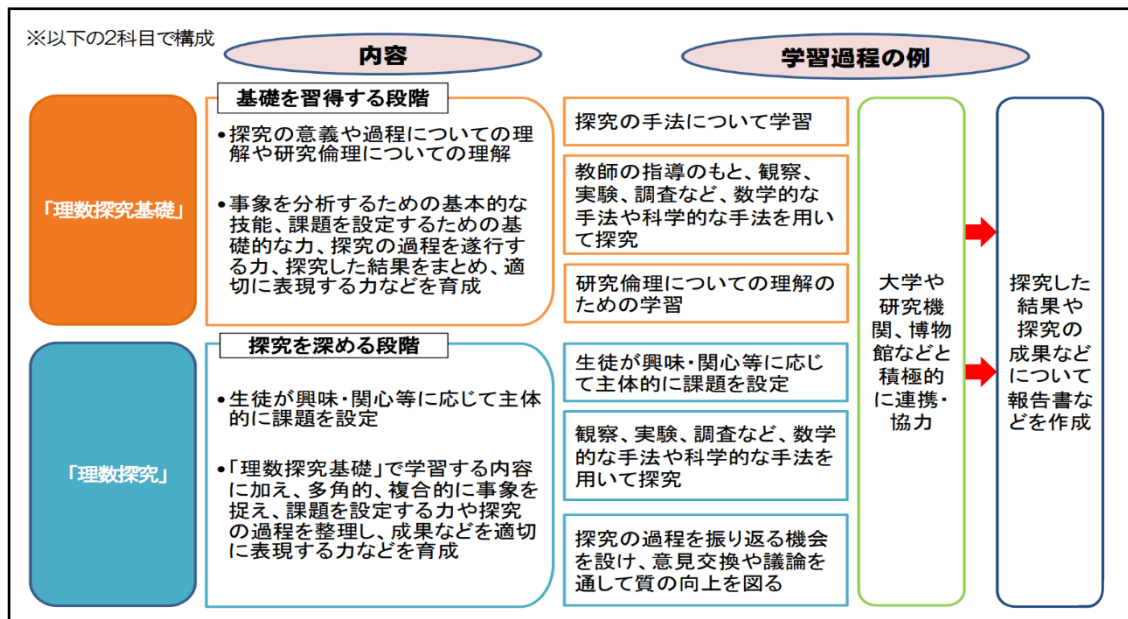 ※以下の2科目で構成
内容
学習過程の例
「理数探究基礎」
基礎を習得する段階
•探究の意義や過程についての理
解や研究倫理についての理解
•事象を分析するための基本的な
技能、課題を設定するための基
礎的な力、探究の過程を遂行す
る力、探究した結果をまとめ、適
切に表現する力などを育成
探究の手法について学習
教師の指導のもと、観察、
実験、調査など、数学的な
手法や科学的な手法を用い
て探究
研究倫理についての理解の
ための学習
「理数探究」
探究を深める段階
•生徒が興味・関心等に応じて主体
的に課題を設定
•「理数探究基礎」で学習する内容
に加え、多角的、複合的に事象を
捉え、課題を設定する力や探究
の過程を整理し、成果などを適切
に表現する力などを育成
生徒が興味・関心等に応じ
て主体的に課題を設定
観察、実験、調査など、数学
的な手法や科学的な手法を
用いて探究
探究の過程を振り返る機会
を設け、意見交換や議論を
通して質の向上を図る
大学や
研究機
関、博物
館などと
積極的
に連携・
協力
探究した
結果や
探究の
成果など
について
報告書な
どを作成